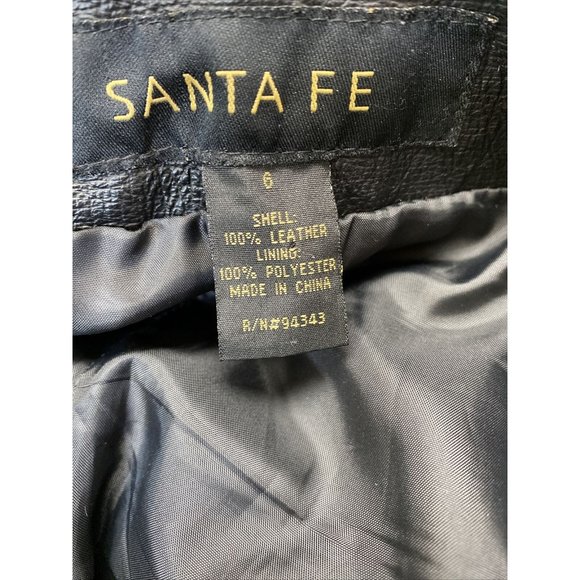 SANTA FE
6
SHELL:
100% LEATHER
LINING:
100% POLYESTER
MADE IN CHINA
R/N#94343